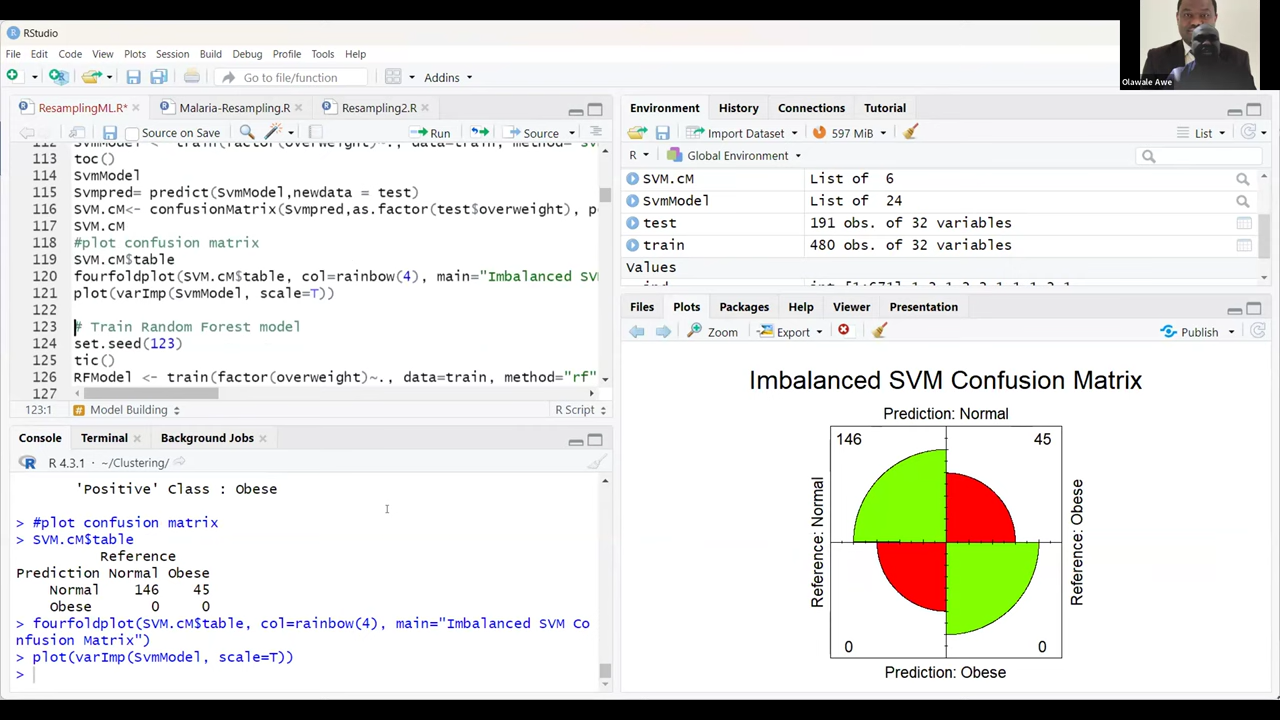 RStudio
File Edit Code View Plots Session Build Debug Profile Tools Help
Go to file/function Addins
ResamplingML.R* Malaria-Resampling.R Resampling2.R
Source on Save Run Source
113 toc()
114 SvmModel
115 Svmpred= predict(SvmModel,newdata = test)
116 SVM.cM<- confusionMatrix(Svmpred,as.factor(test$overweight), p
117 SVM.cM
118 #plot confusion matrix
119 SVM.cM$table
120 fourfoldplot(SVM.cM$table, col=rainbow(4), main="Imbalanced SV
121 plot(varImp(SvmModel, scale=T))
122
123 # Train Random Forest model
124 set.seed(123)
125 tic()
126 RFModel <- train(factor(overweight)~., data=train, method="rf"
127
123:1 Model Building R Script
Console Terminal Background Jobs
R 4.3.1 · ~/Clustering/
'Positive' Class : Obese
> #plot confusion matrix
> SVM.cM$table
Reference
Prediction Normal Obese
Normal 146 45
Obese 0 0
> fourfoldplot(SVM.cM$table, col=rainbow(4), main="Imbalanced SVM Co
nfusion Matrix")
> plot(varImp(SvmModel, scale=T))
>
Environment History Connections Tutorial
Import Dataset 597 MiB List
R Global Environment
SVM.cM List of 6
SvmModel List of 24
test 191 obs. of 32 variables
train 480 obs. of 32 variables
Values
Files Plots Packages Help Viewer Presentation
Zoom Export Publish
Imbalanced SVM Confusion Matrix
Prediction: Normal
146 45
Reference: Normal
Reference: Obese
0 0
Prediction: Obese
Olawale Awe